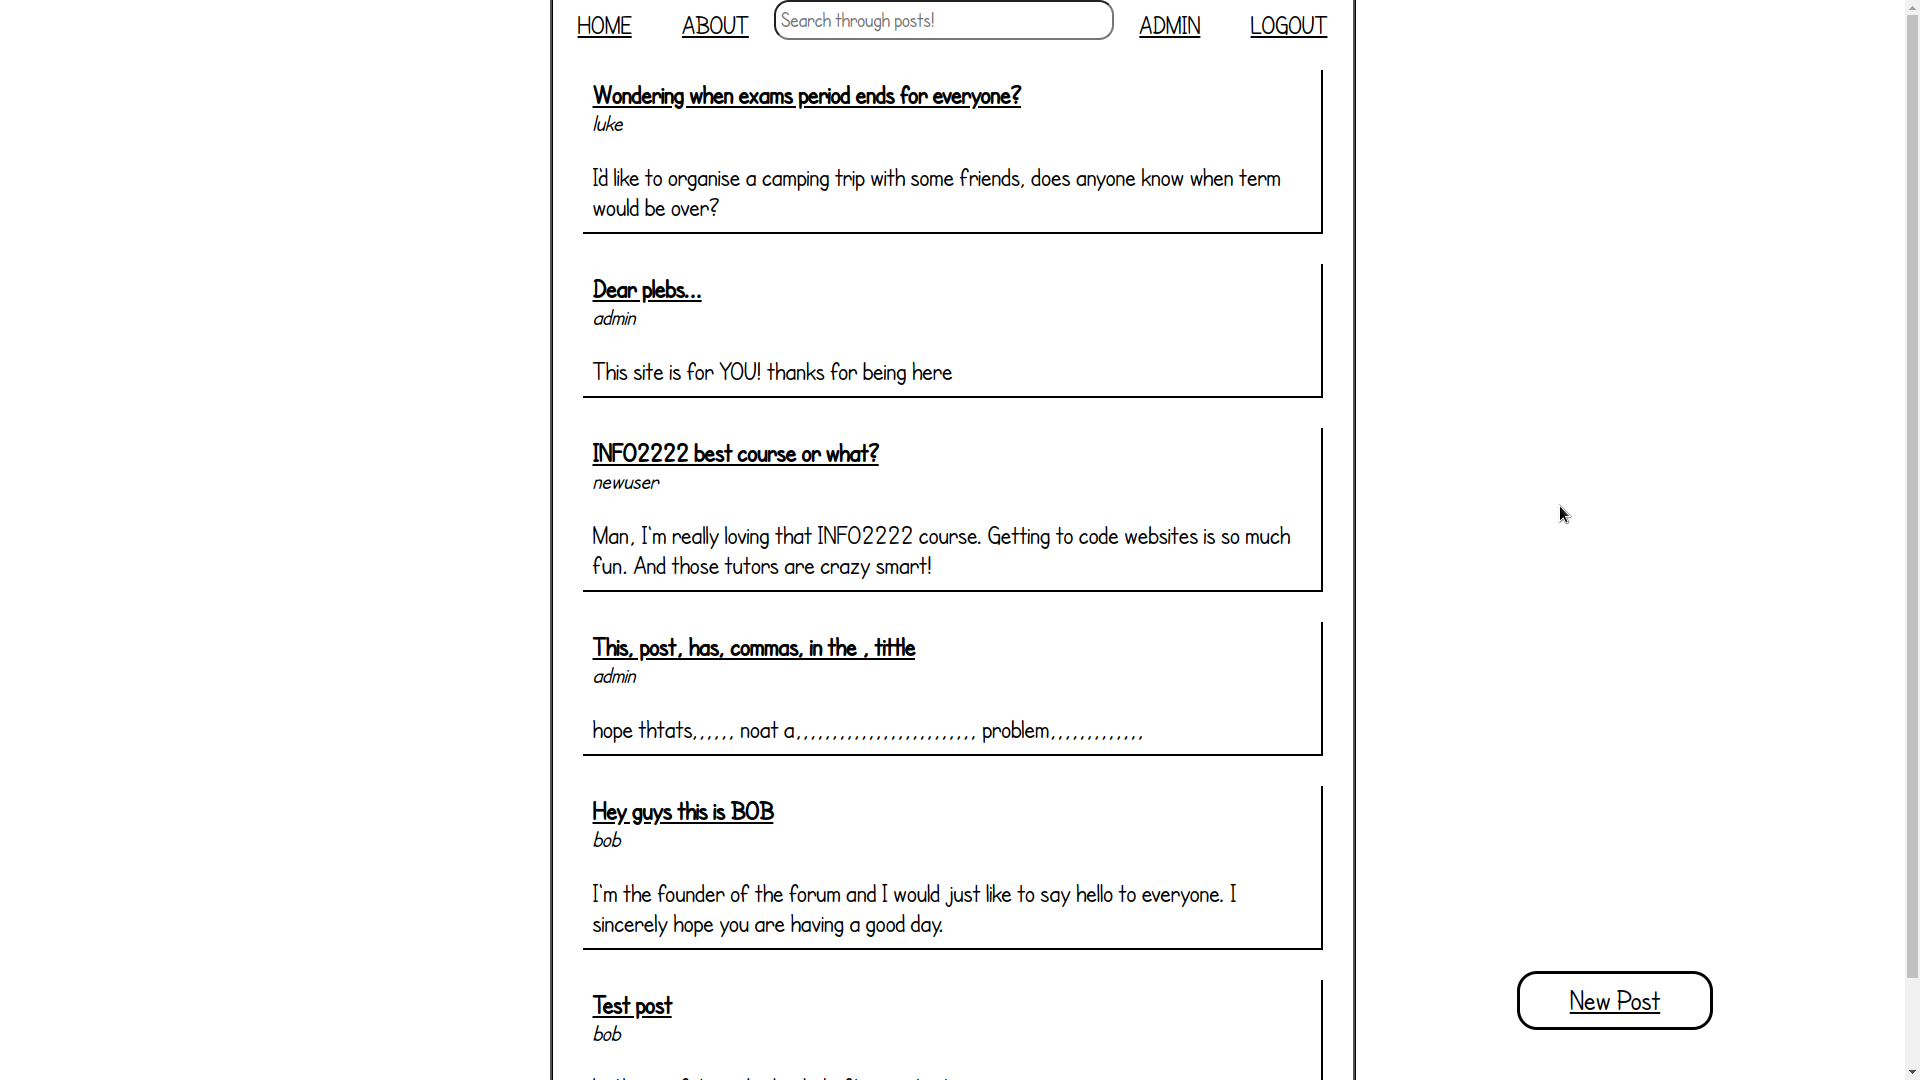 HOME ABOUT Search through posts! ADMIN LOGOUT
Wondering when exams period ends for everyone?
luke
I'd like to organise a camping trip with some friends, does anyone know when term
would be over?
Dear plebs...
admin
This site is for YOU! thanks for being here
INFO2222 best course or what?
newuser
Man, I'm really loving that INFO2222 course. Getting to code websites is so much
fun. And those tutors are crazy smart!
This, post, has, commas, in the , tittle
admin
hope thtats,,,,,, noat a,,,,,,,,,,,,,,,,,,,,,,,,, problem,,,,,,,,,,,,,
Hey guys this is BOB
bob
I'm the founder of the forum and I would just like to say hello to everyone. I
sincerely hope you are having a good day.
Test post
bob
New Post